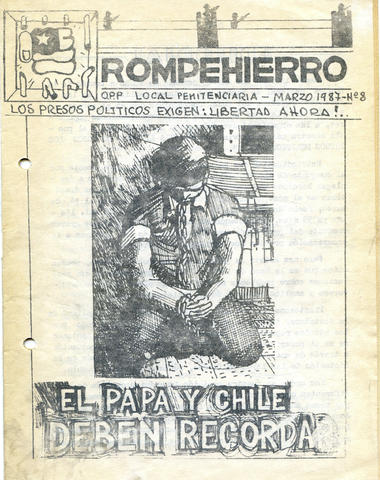 ROMPEHIERRO
OPP LOCAL PENITENCIARIA - MARZO 1987-Nº8
LOS PRESOS POLITICOS EXIGEN: LIBERTAD AHORA!..
EL PAPA Y CHILE
DEBEN RECORDAR